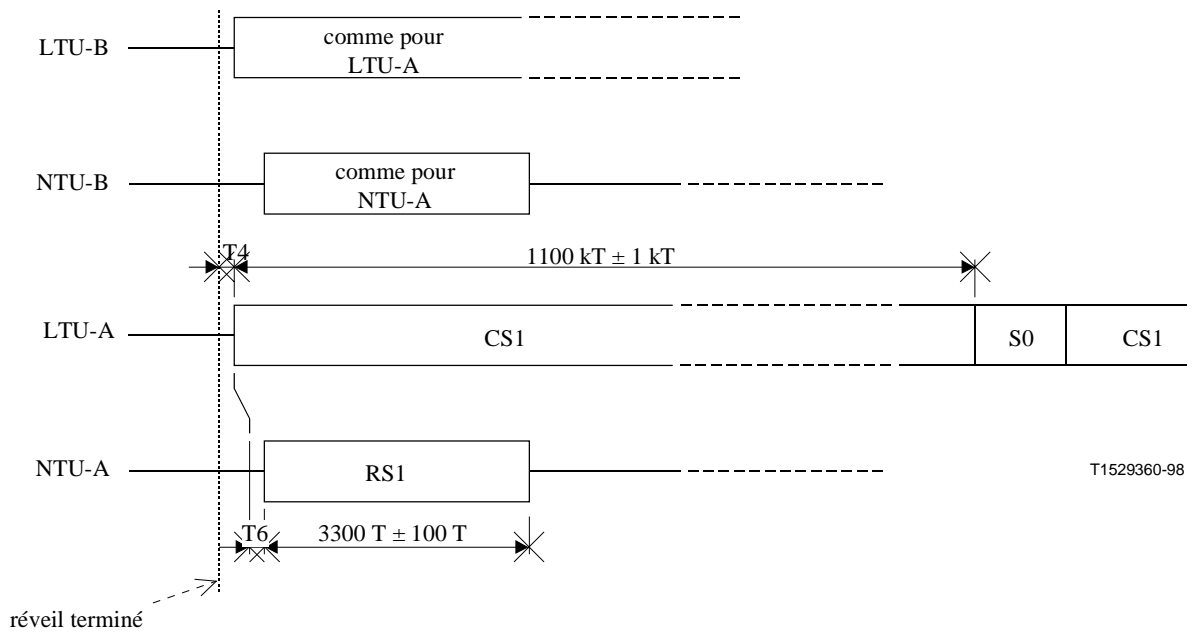 LTU-B
comme pour
LTU-A
NTU-B
comme pour
NTU-A
T4
1100 kT ± 1 kT
LTU-A
CS1
S0
CS1
NTU-A
RS1
T1529360-98
T6
3300 T ± 100 T
réveil terminé